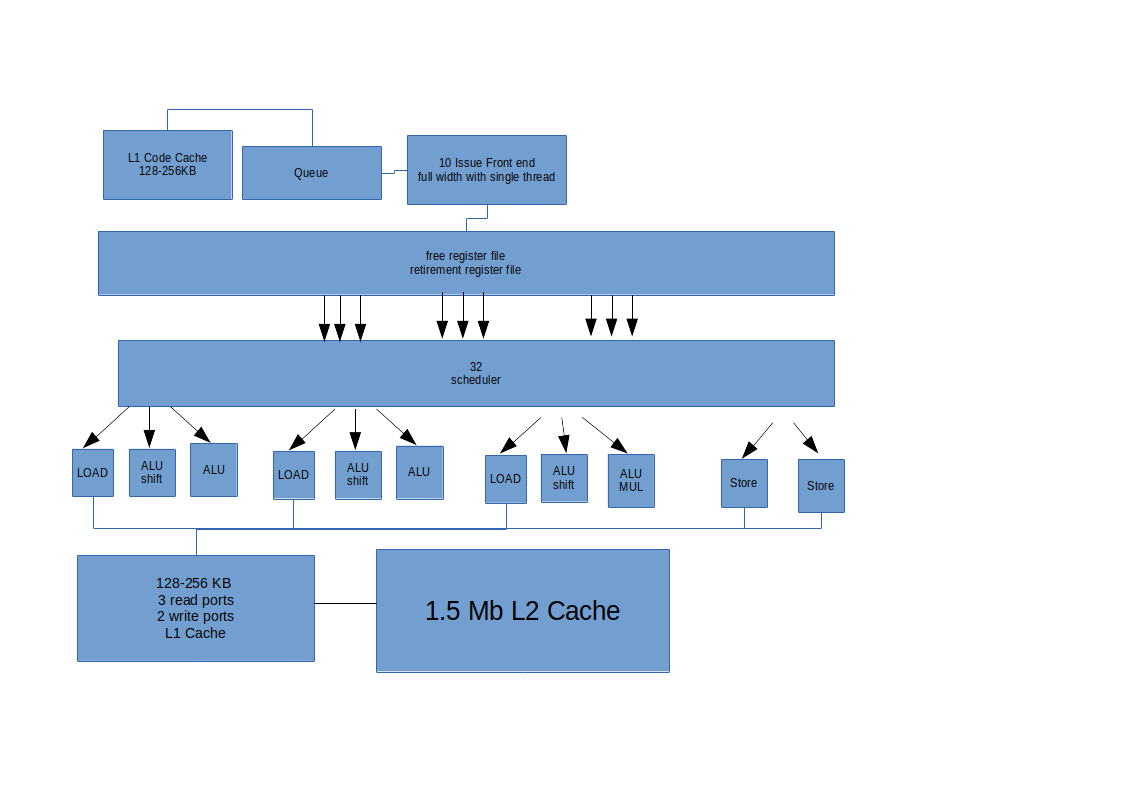 L1 Code Cache
128-256KB
Queue
10 Issue Front end
full width with single thread
free register file
retirement register file
32
scheduler
LOAD
ALU
shift
ALU
LOAD
ALU
shift
ALU
LOAD
ALU
shift
ALU
MUL
Store
Store
128-256 KB
3 read ports
2 write ports
L1 Cache
1.5 Mb L2 Cache